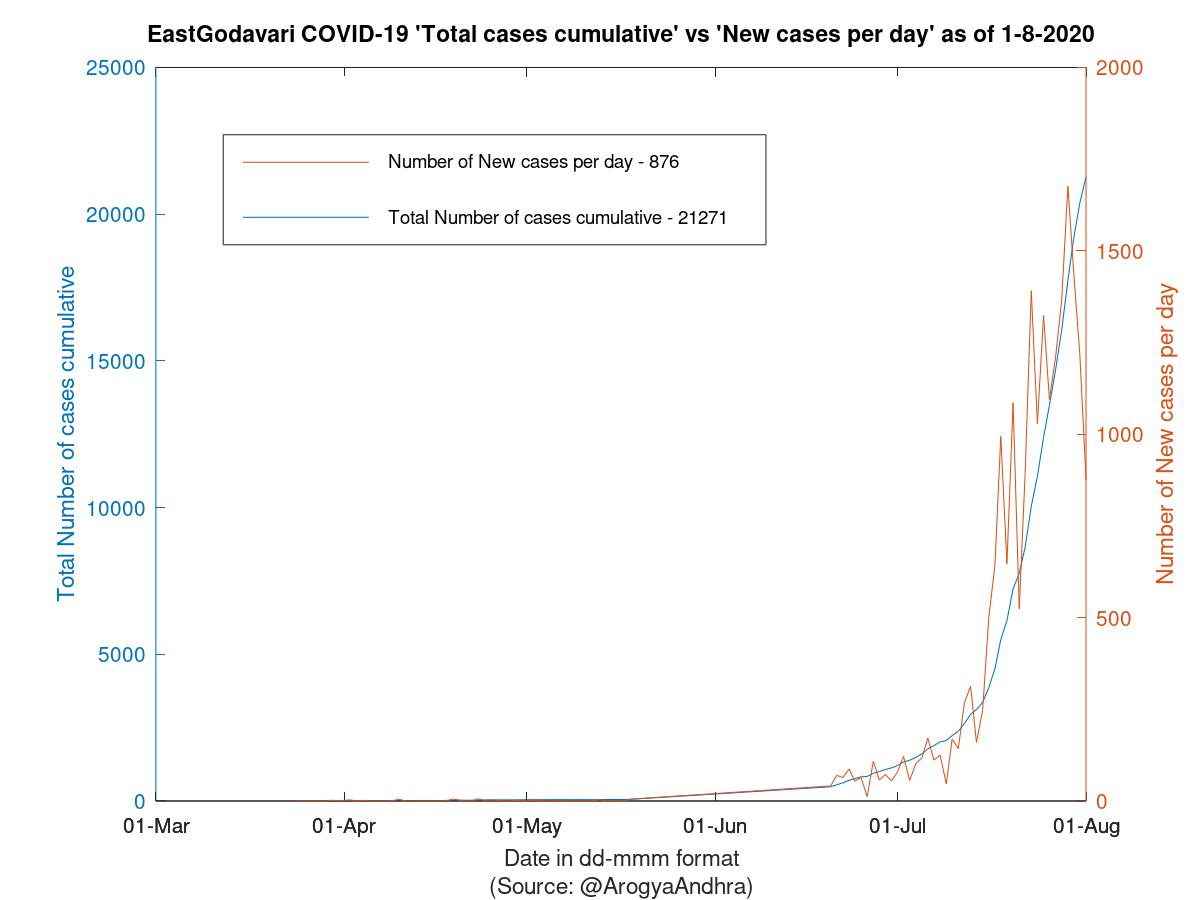 EastGodavari COVID-19 'Total cases cumulative' vs 'New cases per day' as of 1-8-2020
25000
20000
15000
10000
5000
0
Total Number of cases cumulative
Number of New cases per day - 876
Total Number of cases cumulative - 21271
2000
1500
1000
500
0
Number of New cases per day
01-Mar 01-Apr 01-May 01-Jun 01-Jul 01-Aug
Date in dd-mmm format
(Source: @ArogyaAndhra)